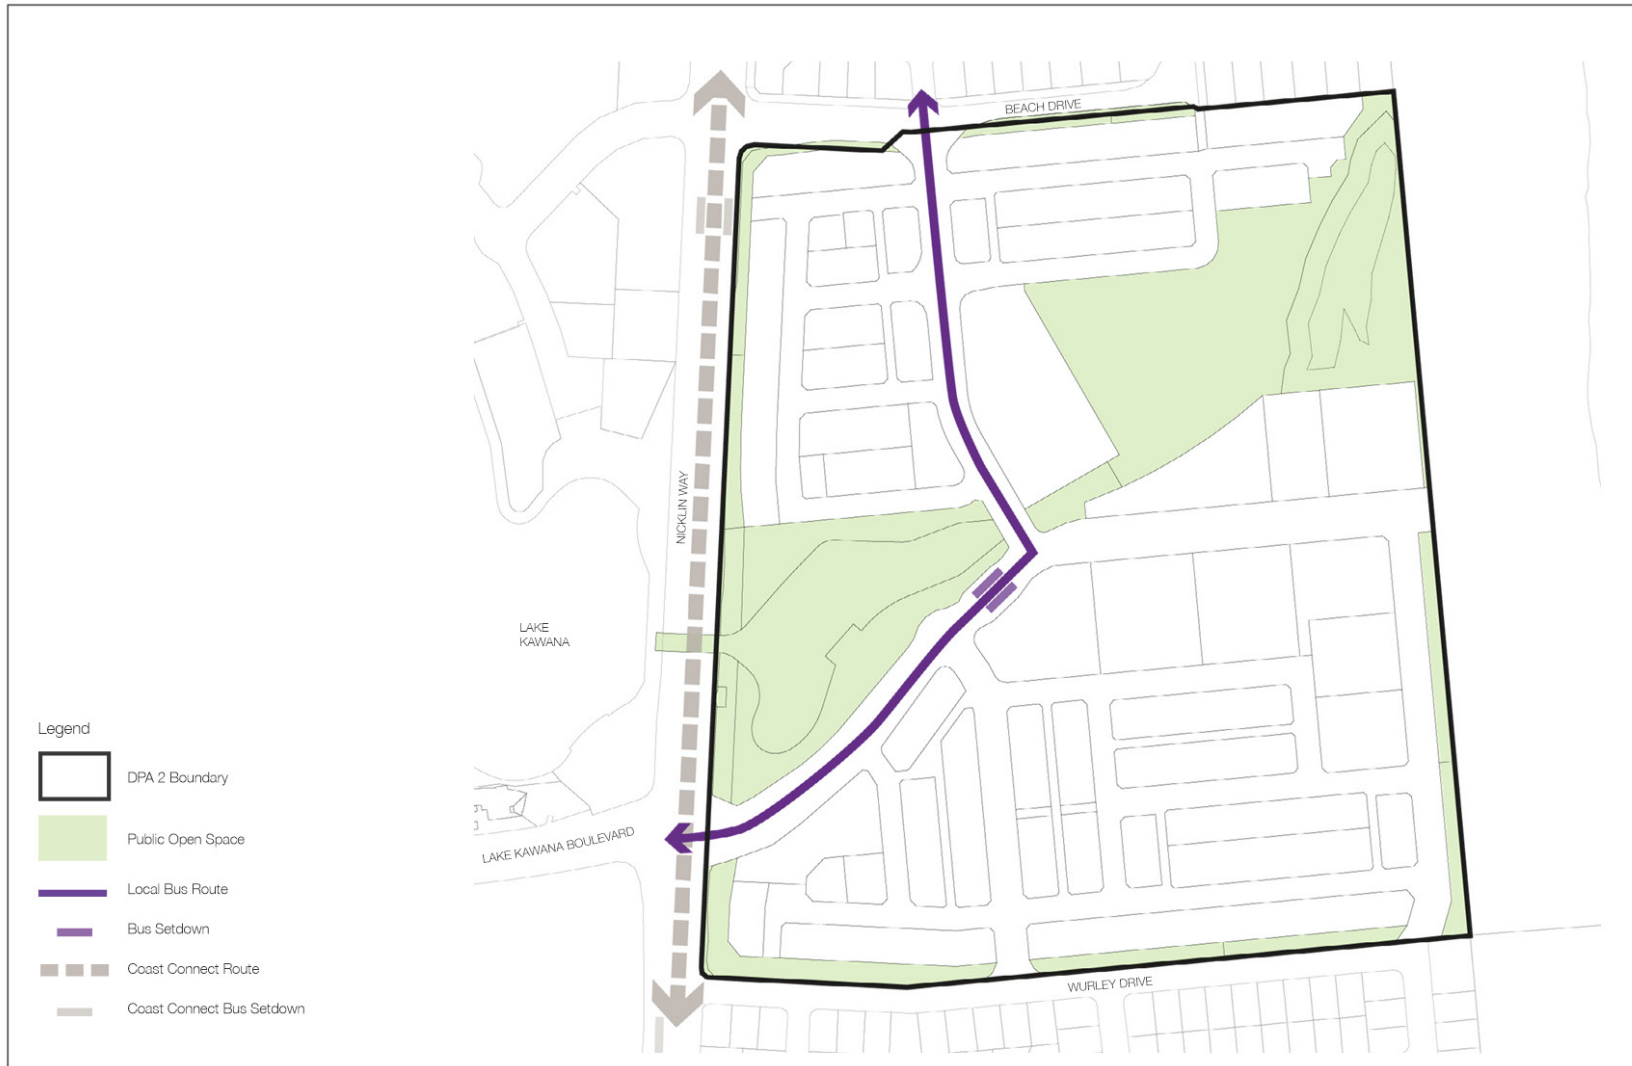 BEACH DRIVE
NICKLIN WAY
LAKE
KAWANA
LAKE KAWANA BOULEVARD
WURLEY DRIVE
Legend
DPA 2 Boundary
Public Open Space
Local Bus Route
Bus Setdown
Coast Connect Route
Coast Connect Bus Setdown